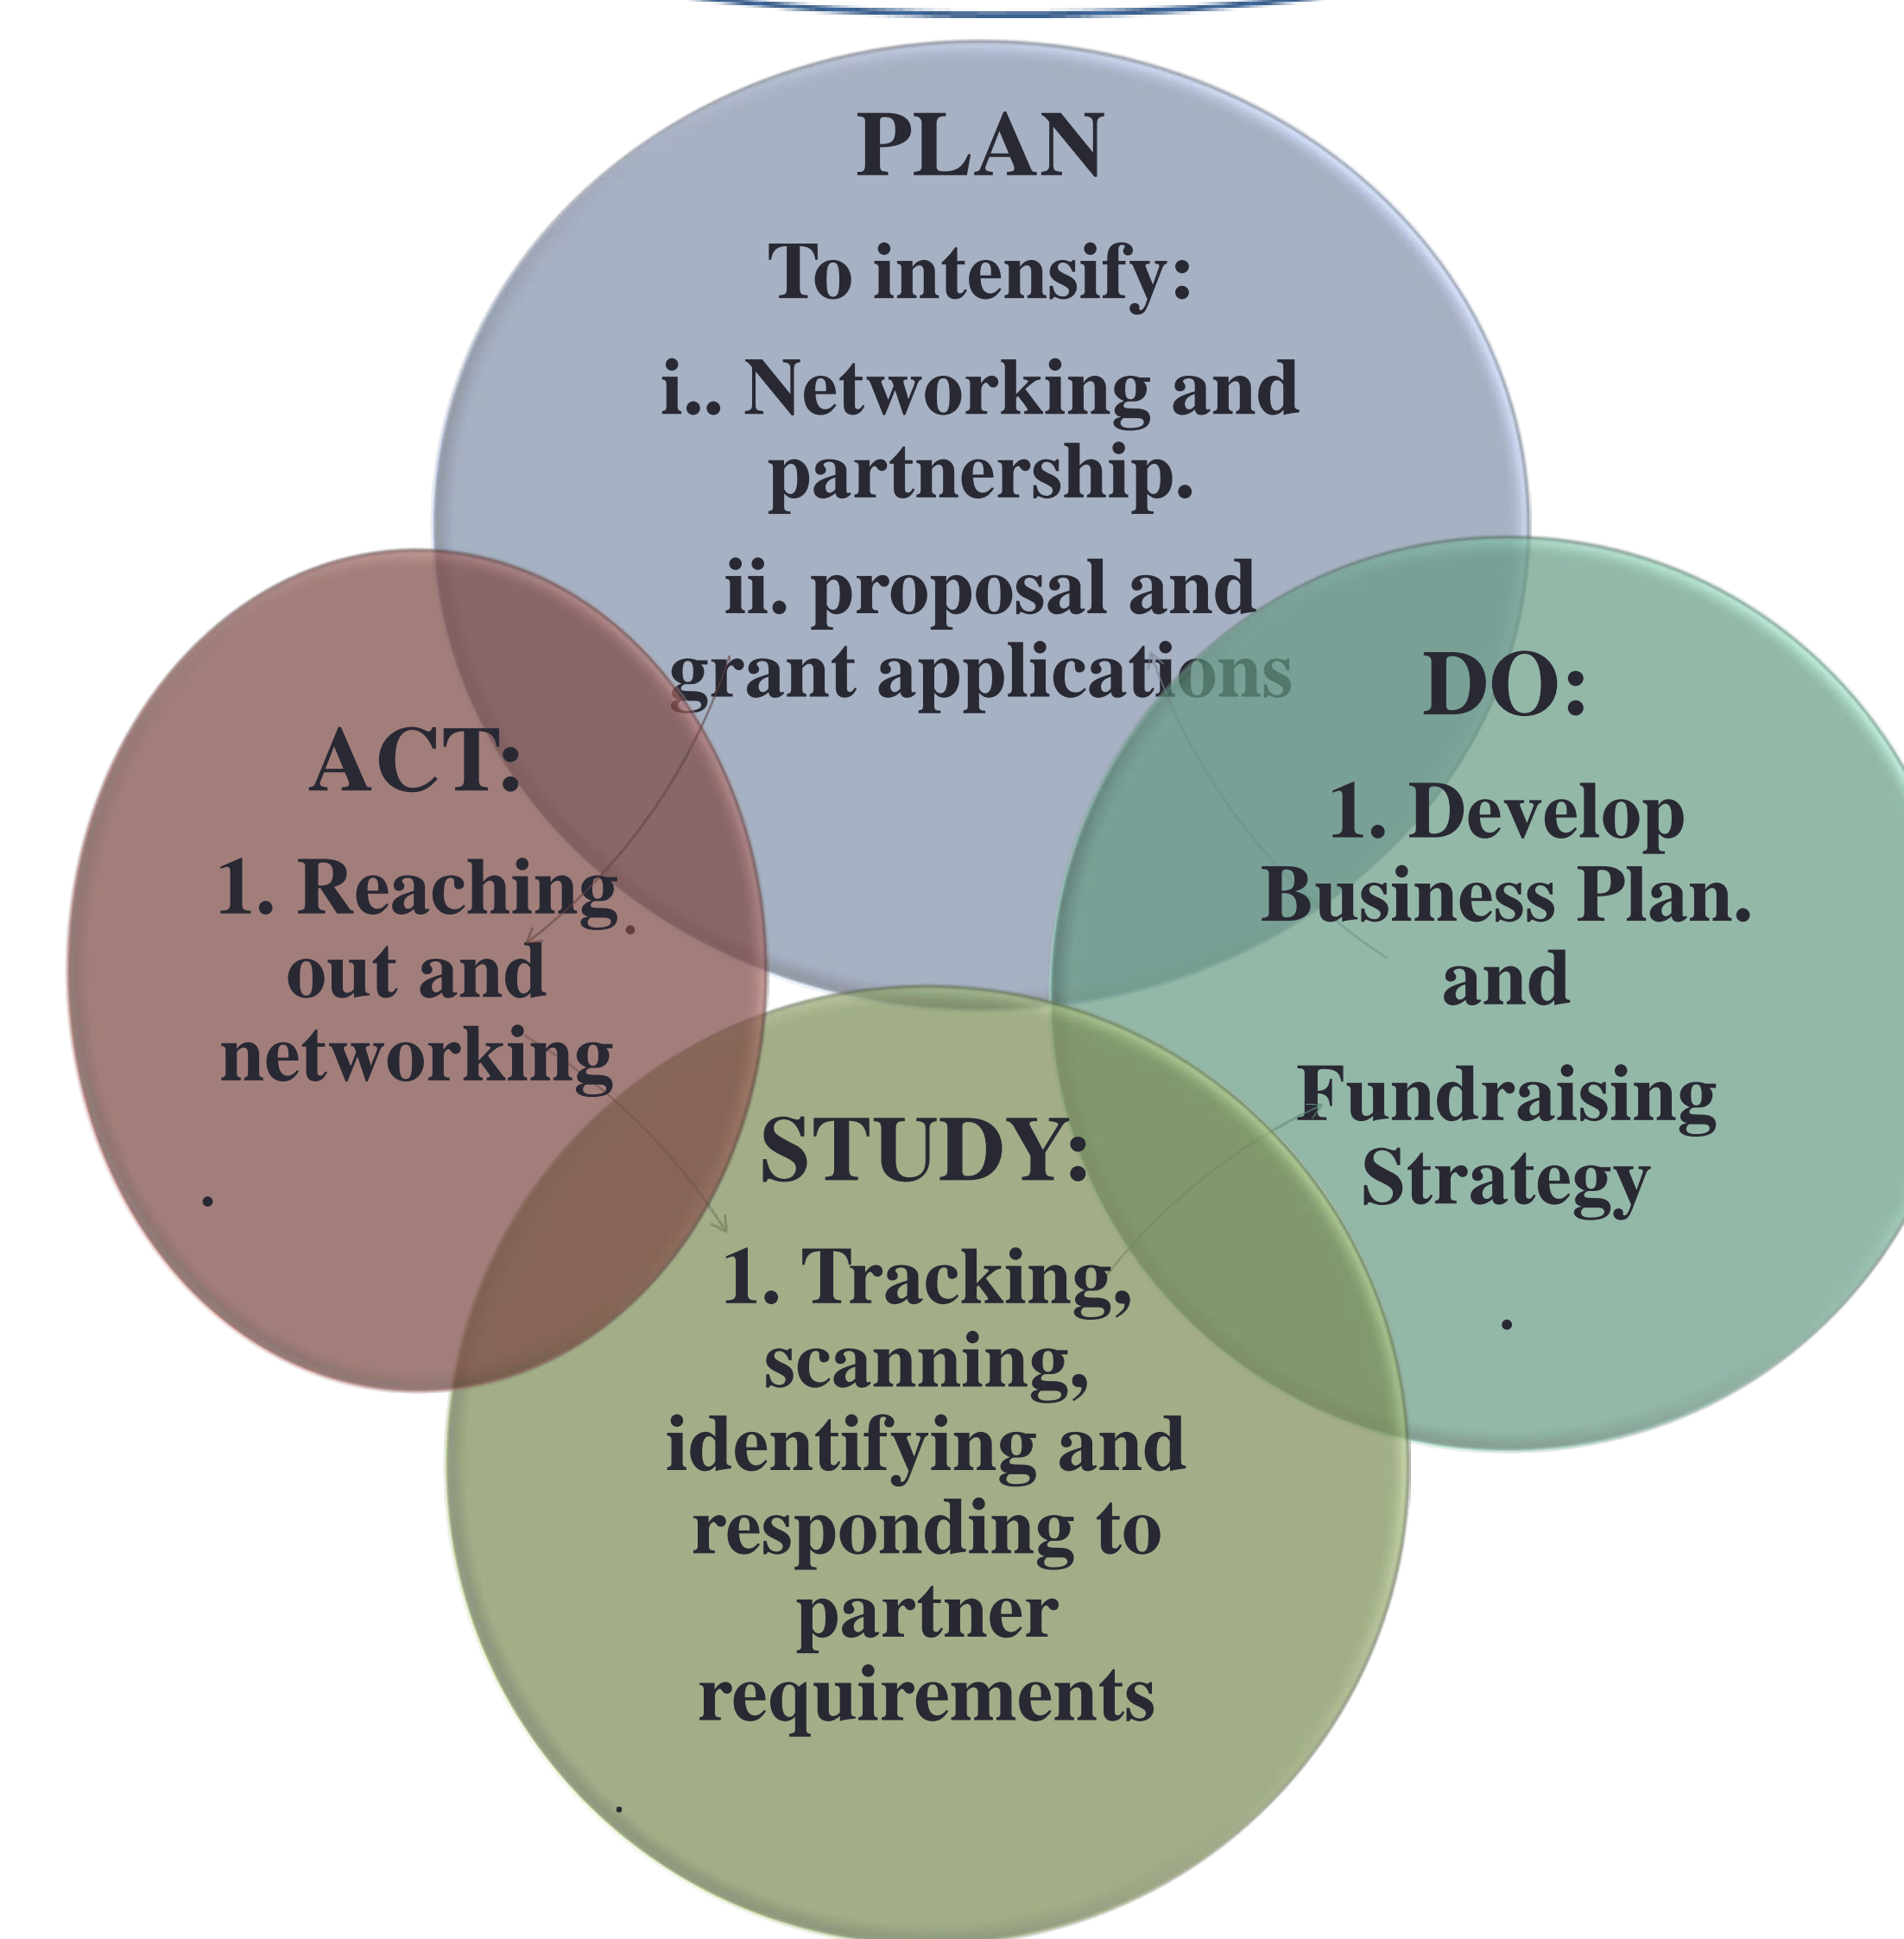 PLAN
To intensify:
i.. Networking and
partnership.
ii. proposal and
grant applications
DO:
1. Develop
Business Plan.
and
Fundraising
Strategy
.
STUDY:
1. Tracking,
scanning,
identifying and
responding to
partner
requirements
.
ACT:
1. Reaching
out and
networking
.